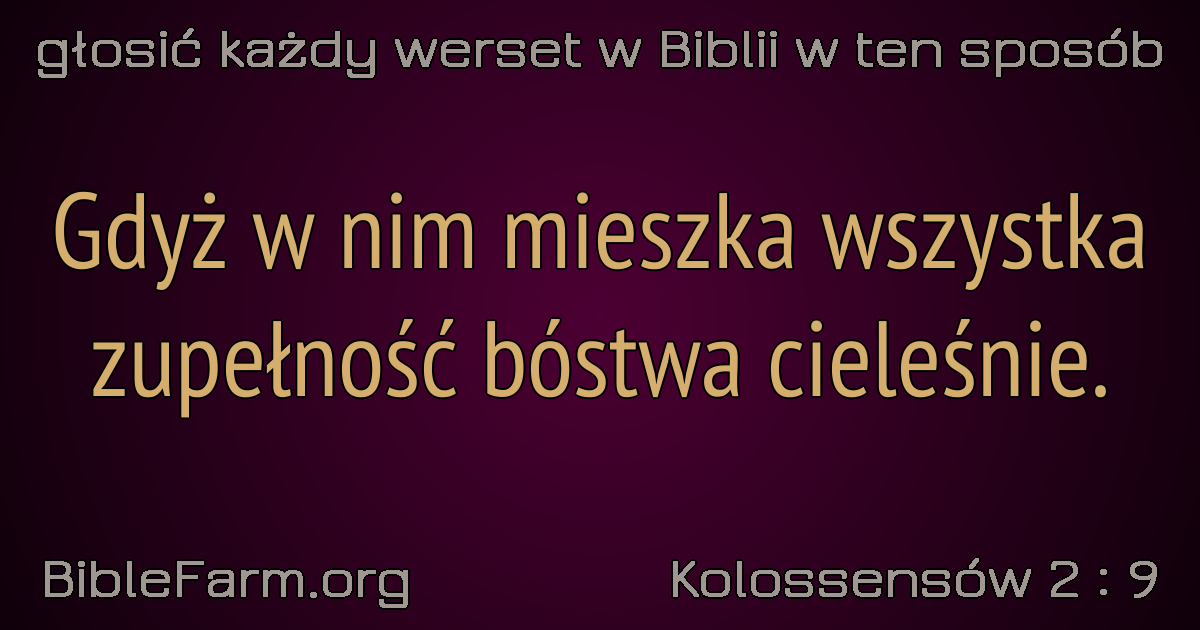 głosić każdy werset w Biblii w ten sposób
Gdyż w nim mieszka wszystka
zupełność bóstwa cieleśnie.
BibleFarm.org
Kolossensów 2 : 9